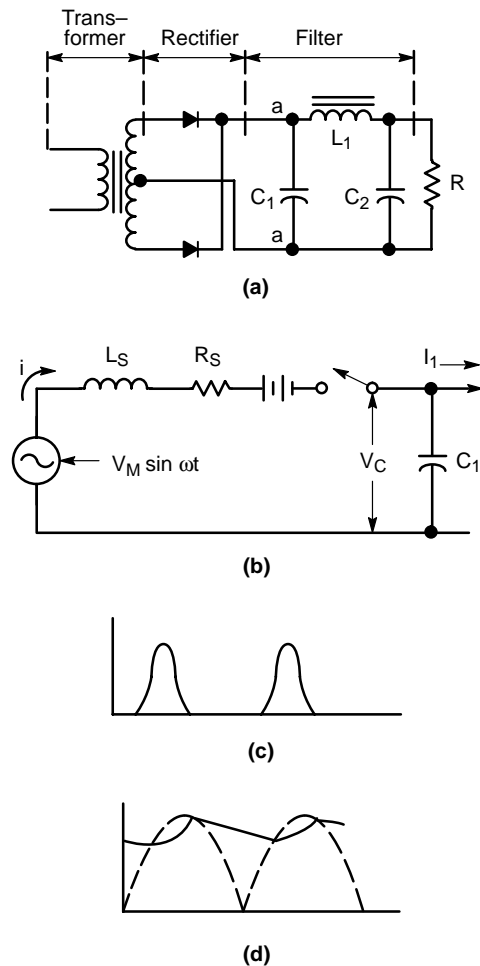 Trans–
former
Rectifier
Filter
a
L1
C1
C2
R
a
(a)
i
LS
RS
I1
VM sin ωt
VC
C1
(b)
(c)
(d)